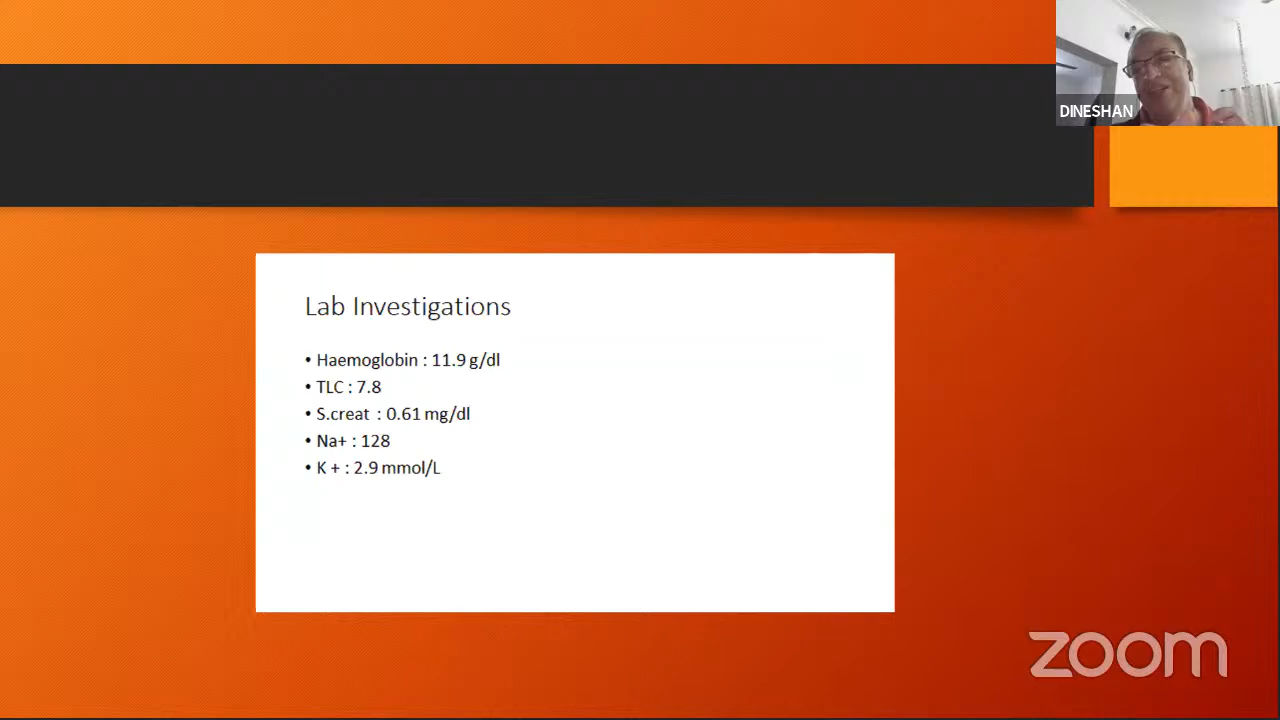 DINESHAN
Lab Investigations
• Haemoglobin : 11.9 g/dl
• TLC : 7.8
• S.creat : 0.61 mg/dl
• Na+ : 128
• K + : 2.9 mmol/L
zoom